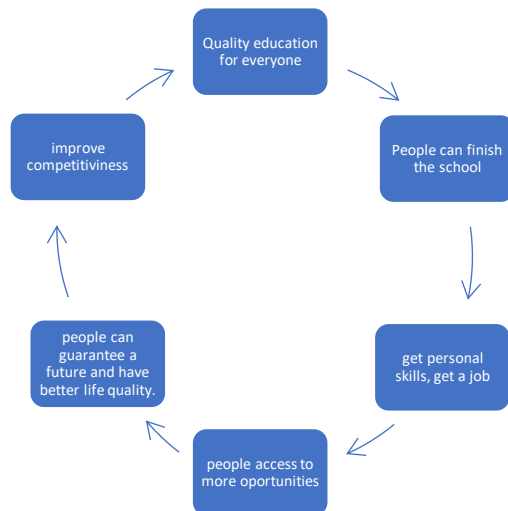 Quality education
for everyone
People can finish
the school
get personal
skills, get a job
people access to
more oportunities
people can
guarantee a
future and have
better life quality.
improve
competitiviness